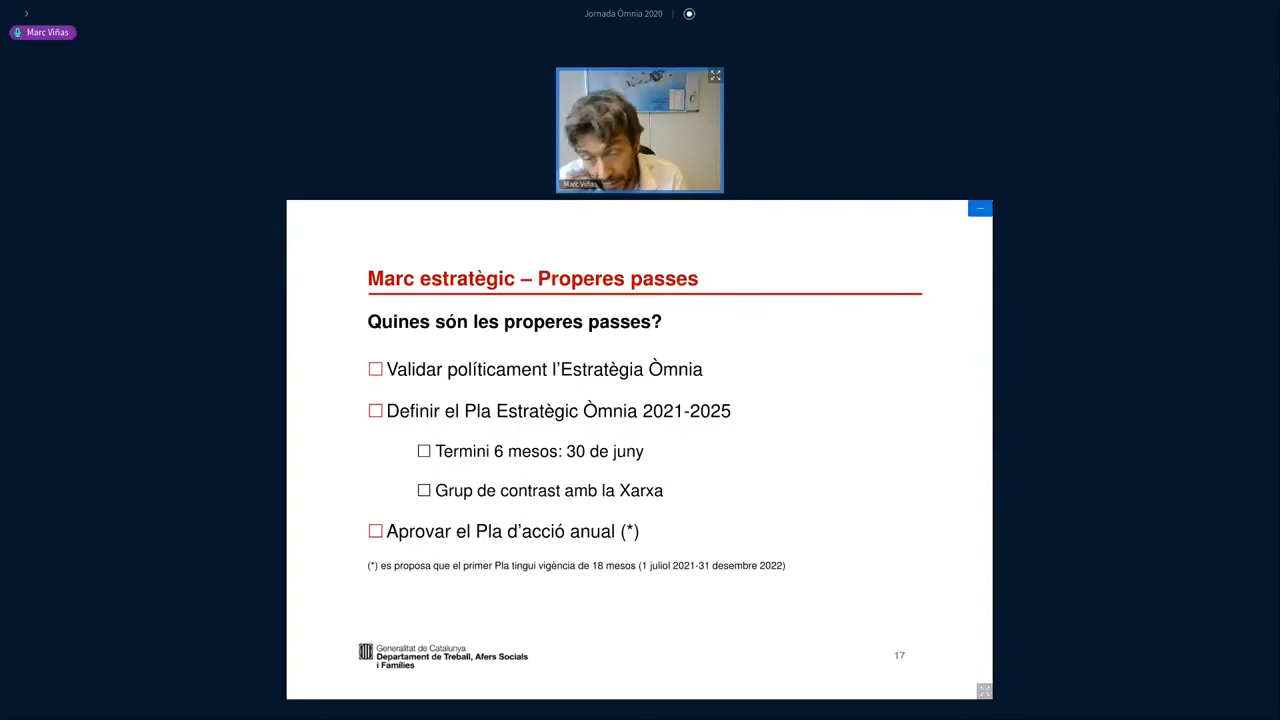 Jornada Òmnia 2020
Marc Viñas
Marc Viñas
Marc estratègic – Properes passes
Quines són les properes passes?
Validar políticament l'Estratègia Òmnia
Definir el Pla Estratègic Òmnia 2021-2025
Termini 6 mesos: 30 de juny
Grup de contrast amb la Xarxa
Aprovar el Pla d'acció anual (*)
(*) es proposa que el primer Pla tingui vigència de 18 mesos (1 juliol 2021-31 desembre 2022)
Generalitat de Catalunya
Departament de Treball, Afers Socials
i Famílies
17